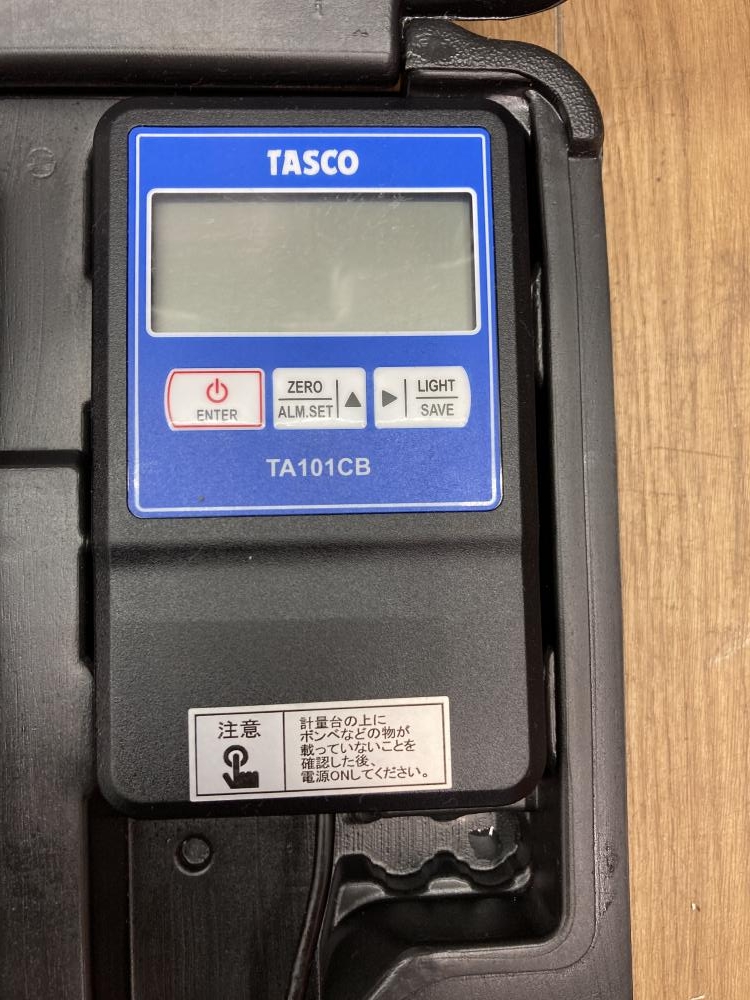 TASCO
ENTER
ZERO
ALM.SET
LIGHT
SAVE
TA101CB
注意
計量台の上に
ボンベなどの物が
載っていないことを
確認した後、
電源ONしてください。